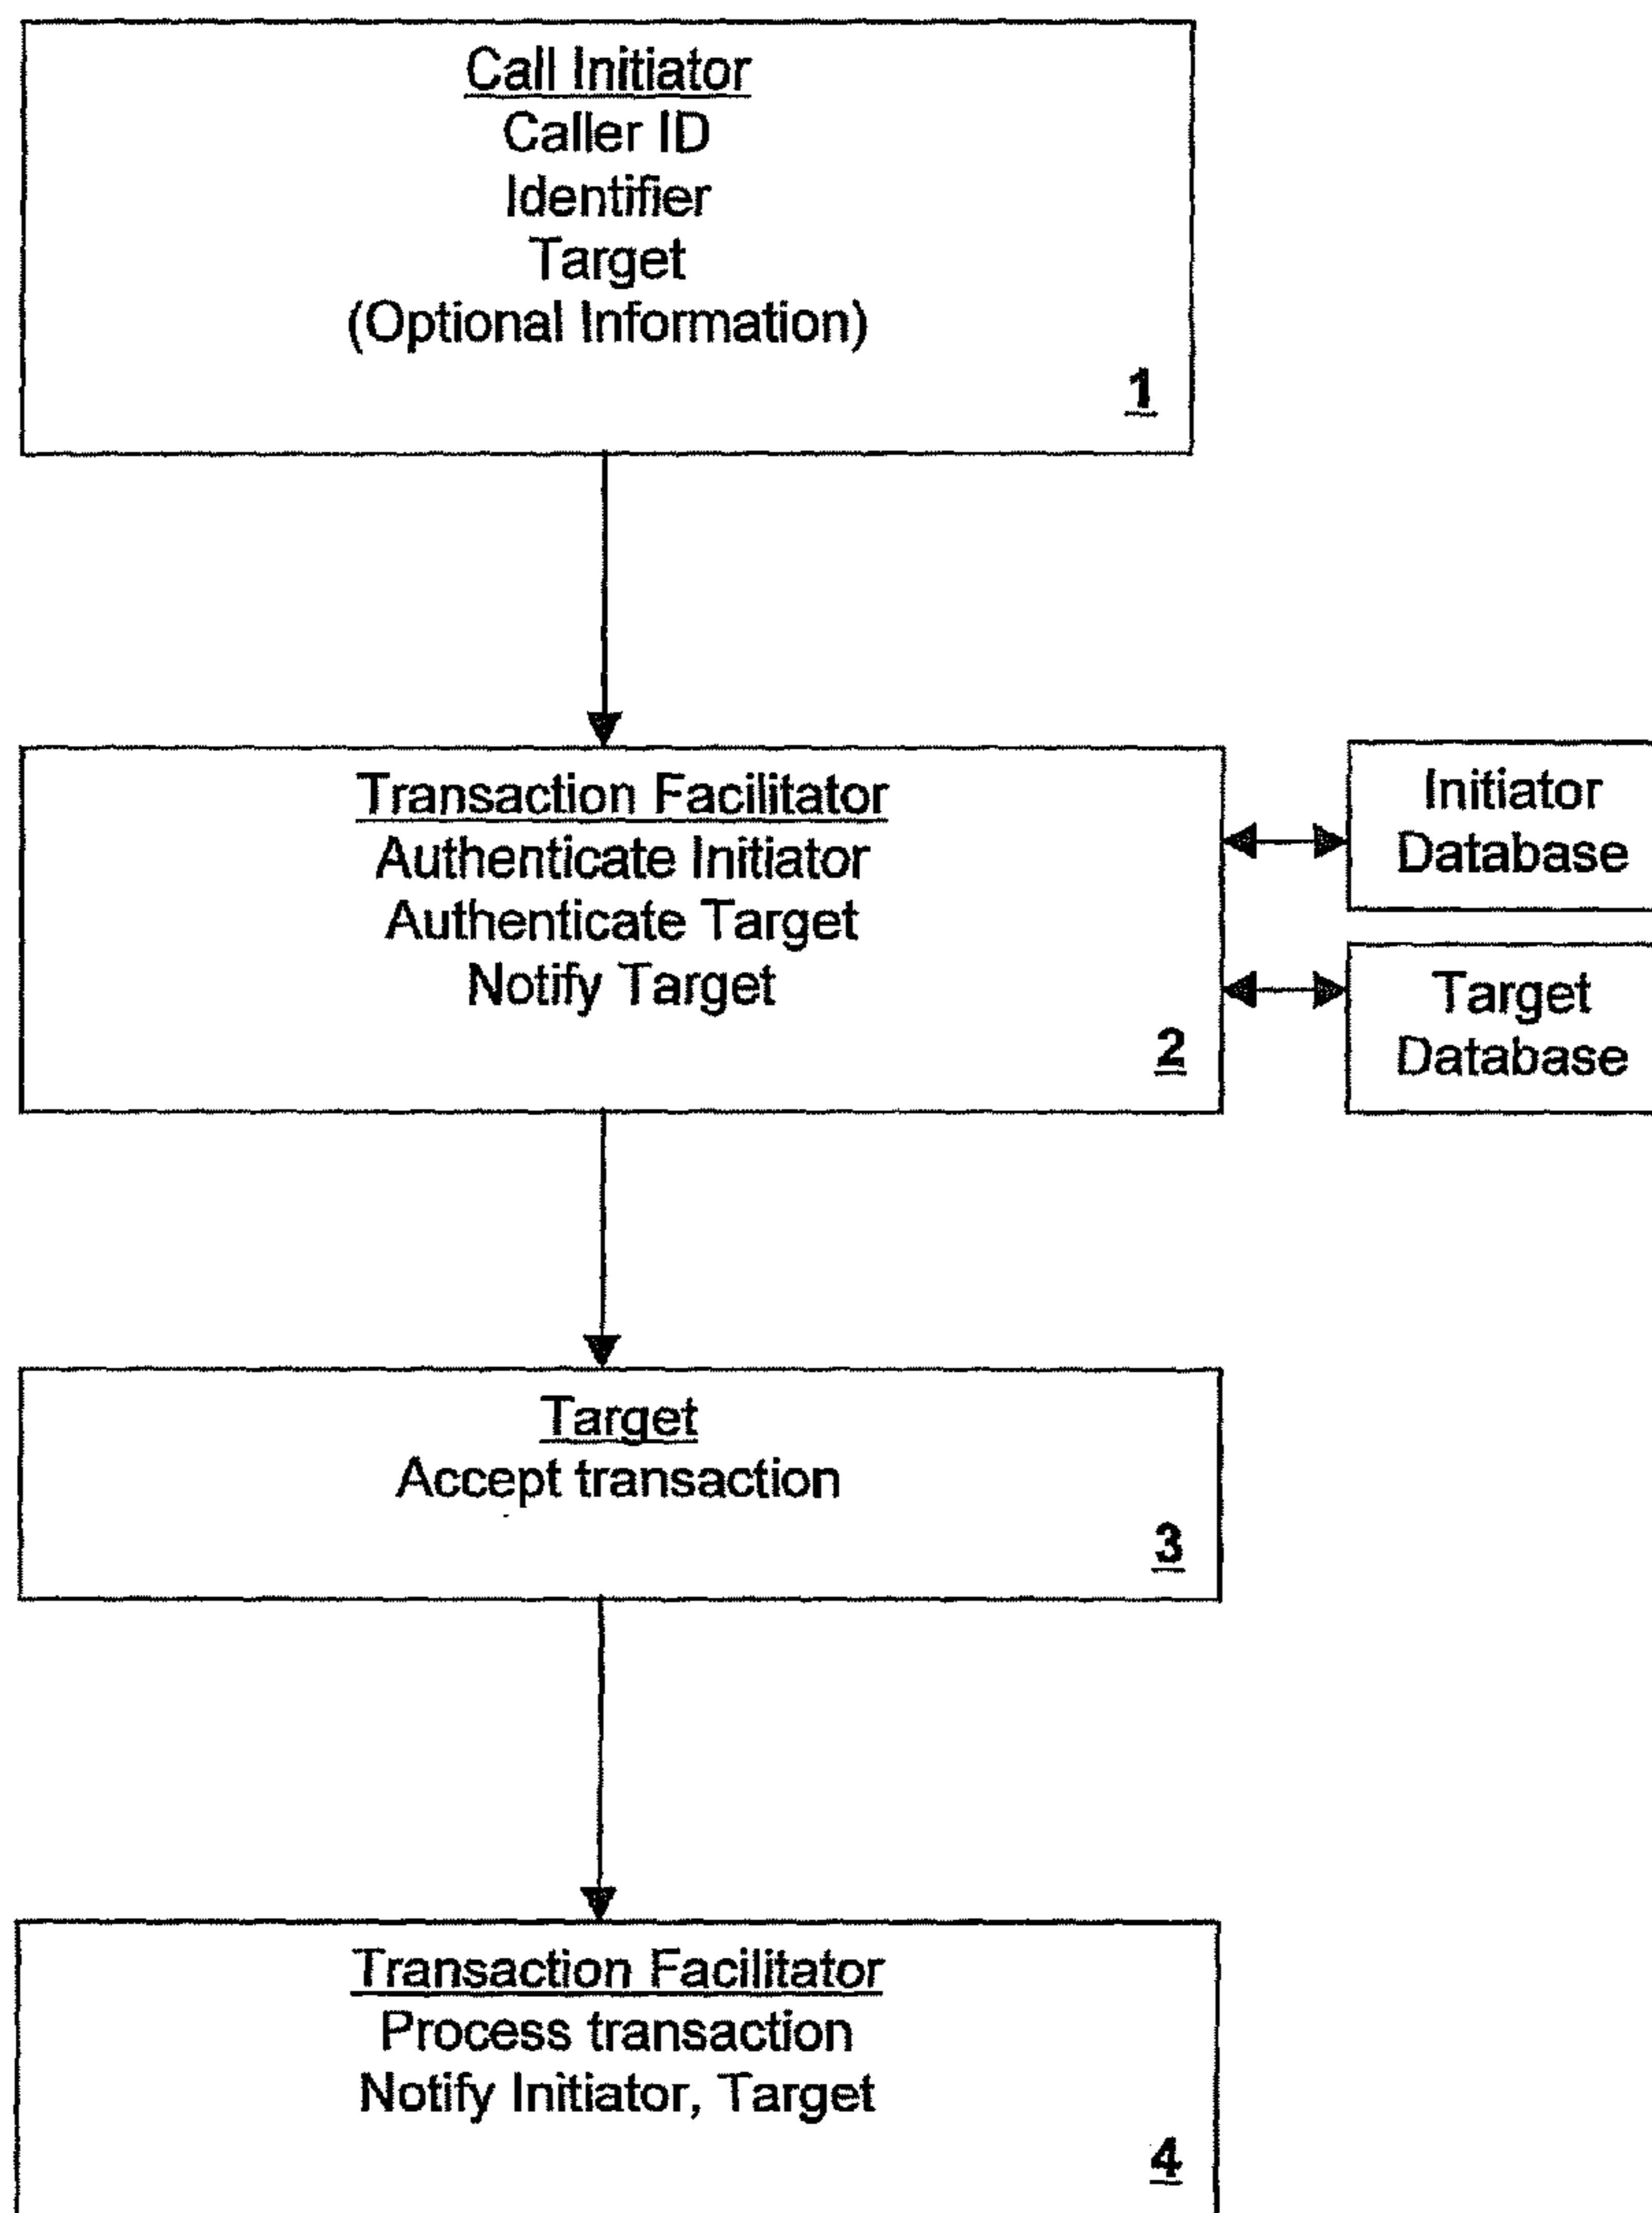 Call Initiator
Caller ID
Identifier
Target
(Optional Information)
1
Transaction Facilitator
Authenticate Initiator
Authenticate Target
Notify Target
2
Initiator
Database
Target
Database
Target
Accept transaction
3
Transaction Facilitator
Process transaction
Notify Initiator, Target
4